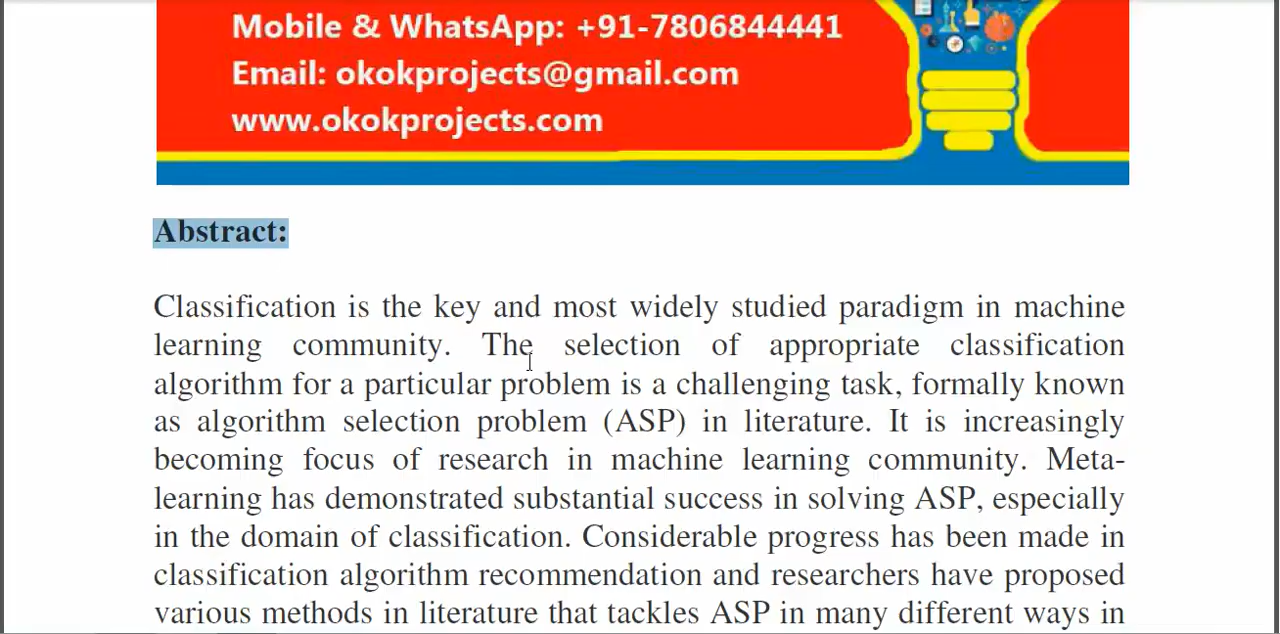 Mobile & WhatsApp: +91-7806844441
Email: okokprojects@gmail.com
www.okokprojects.com
Abstract:
Classification is the key and most widely studied paradigm in machine
learning community. The selection of appropriate classification
algorithm for a particular problem is a challenging task, formally known
as algorithm selection problem (ASP) in literature. It is increasingly
becoming focus of research in machine learning community. Meta-
learning has demonstrated substantial success in solving ASP, especially
in the domain of classification. Considerable progress has been made in
classification algorithm recommendation and researchers have proposed
various methods in literature that tackles ASP in many different ways in